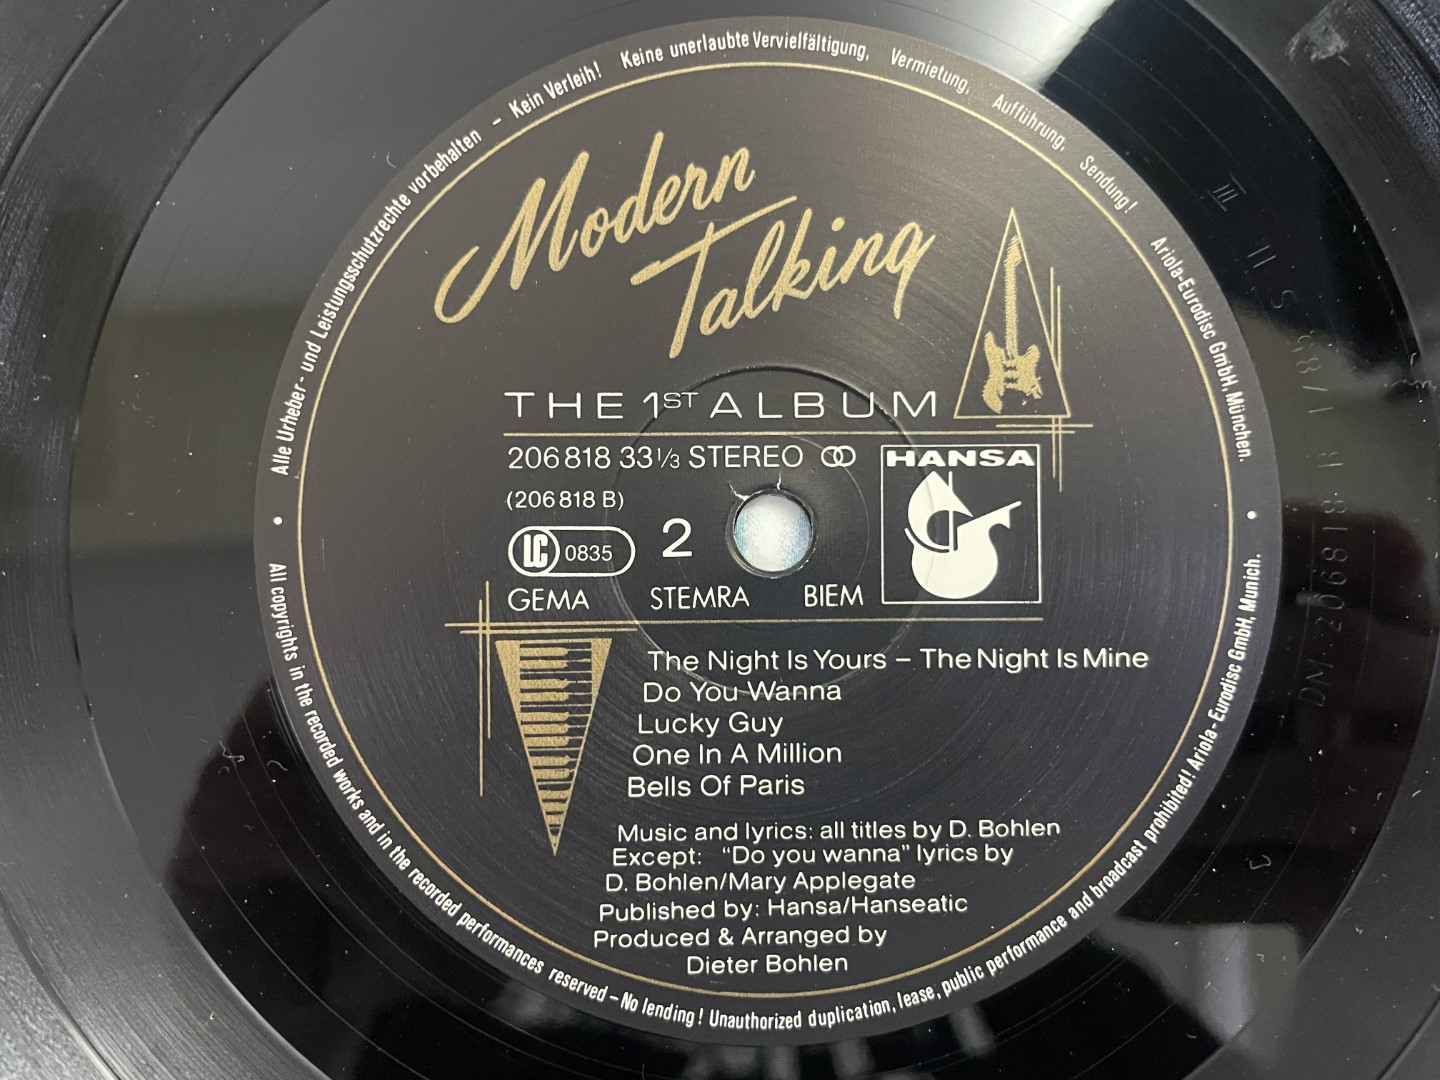 Alle Urheber- und Leistungsschutzrechte vorbehalten – Kein Verleih! Keine unerlaubte Vervielfältigung, Vermietung, Aufführung, Sendung! Ariola-Eurodisc GmbH, München.
Modern
Talking
THE 1ST ALBUM
206 818 33⅓ STEREO
HANSA
(206 818 B)
LC 0835
2
GEMA STEMRA BIEM
The Night Is Yours – The Night Is Mine
Do You Wanna
Lucky Guy
One In A Million
Bells Of Paris
Music and lyrics: all titles by D. Bohlen
Except: "Do you wanna" lyrics by
D. Bohlen/Mary Applegate
Published by: Hansa/Hanseatic
Produced & Arranged by
Dieter Bohlen
All copyrights in the recorded works and in the recorded performances reserved – No lending! Unauthorized duplication, lease, public performance and broadcast prohibited! Ariola-Eurodisc GmbH, Munich.